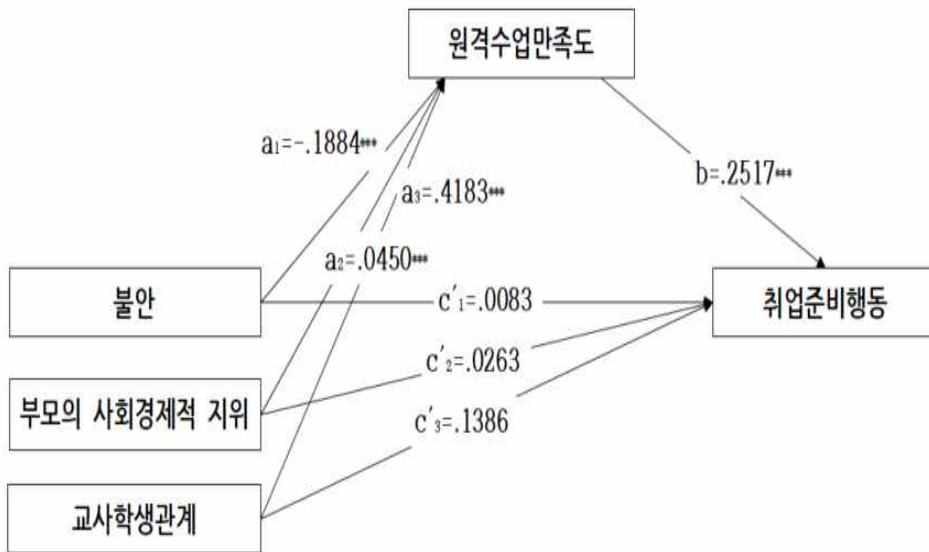 원격수업만족도
a₁=-.1884***
a₃=.4183***
b=.2517***
a₂=.0450***
불안
c'₁=.0083
취업준비행동
c'₂=.0263
부모의 사회경제적 지위
c'₃=.1386
교사학생관계